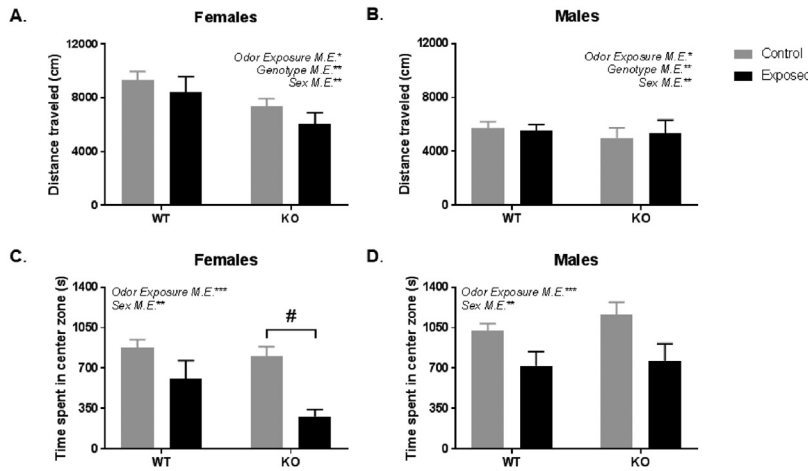 A.
Females
Distance traveled (cm)
12000
8000
4000
0
Odor Exposure M.E.*
Genotype M.E.**
Sex M.E.**
WT
KO
B.
Males
Distance traveled (cm)
12000
8000
4000
0
Odor Exposure M.E.*
Genotype M.E.**
Sex M.E.**
WT
KO
Control
Exposed
C.
Females
Time spent in center zone (s)
1400
1050
700
350
0
Odor Exposure M.E.***
Sex M.E.**
#
WT
KO
D.
Males
Time spent in center zone (s)
1400
1050
700
350
0
Odor Exposure M.E.***
Sex M.E.**
WT
KO